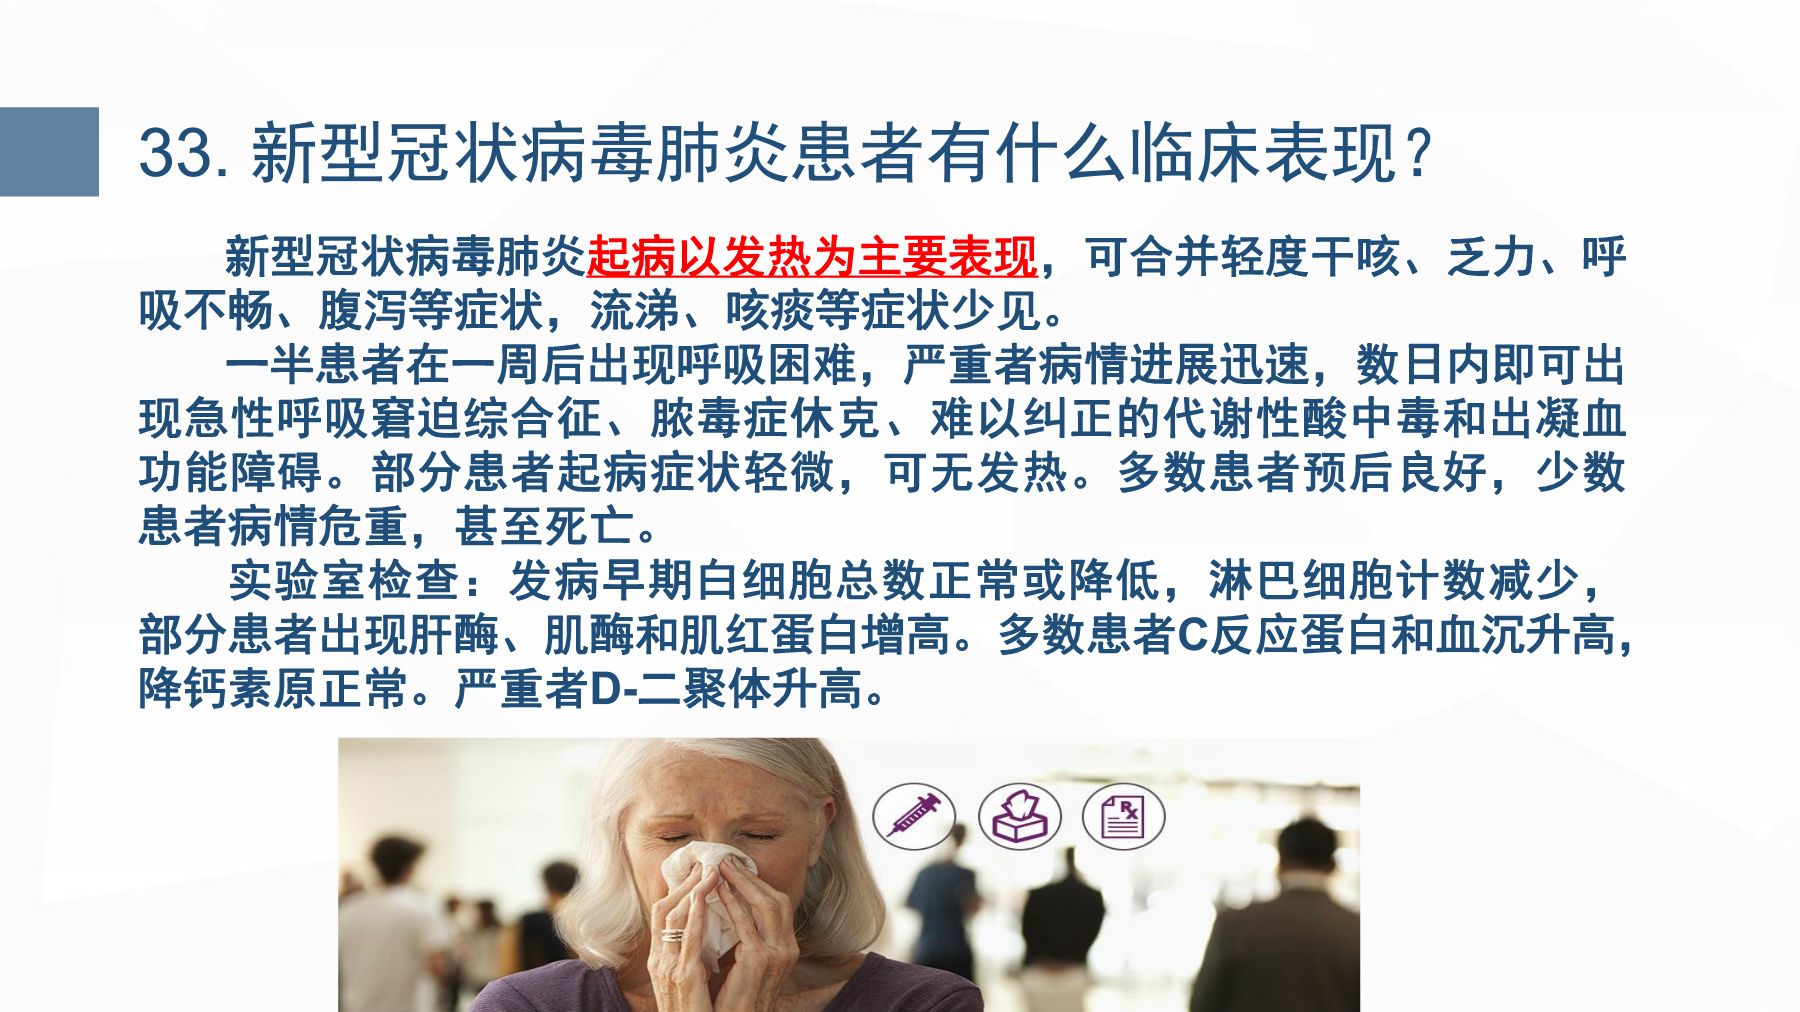 33. 新型冠状病毒肺炎患者有什么临床表现?
新型冠状病毒肺炎起病以发热为主要表现，可合并轻度干咳、乏力、呼
吸不畅、腹泻等症状，流涕、咳痰等症状少见。
一半患者在一周后出现呼吸困难，严重者病情进展迅速，数日内即可出
现急性呼吸窘迫综合征、脓毒症休克、难以纠正的代谢性酸中毒和出凝血
功能障碍。部分患者起病症状轻微，可无发热。多数患者预后良好，少数
患者病情危重，甚至死亡。
实验室检查：发病早期白细胞总数正常或降低，淋巴细胞计数减少，
部分患者出现肝酶、肌酶和肌红蛋白增高。多数患者C反应蛋白和血沉升高，
降钙素原正常。严重者D-二聚体升高。
Rx